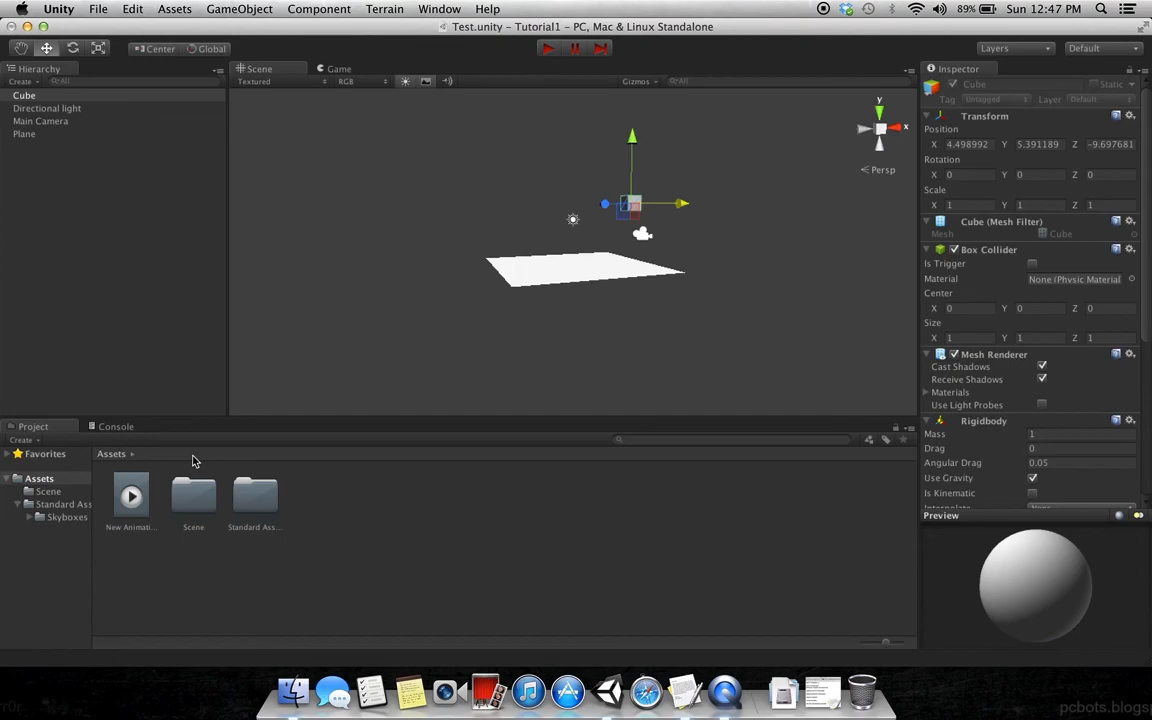 Unity File Edit Assets GameObject Component Terrain Window Help 89% Sun 12:47 PM
Test.unity - Tutorial1 - PC, Mac & Linux Standalone
Center Global Layers Default
Hierarchy Scene Game Inspector
Create All Textured RGB Gizmos All
Cube Static
Tag Untagged Layer Default
Cube
Directional light
Main Camera
Plane
y
x
Persp
Transform
Position
X 4.498992 Y 5.391189 Z -9.697681
Rotation
X 0 Y 0 Z 0
Scale
X 1 Y 1 Z 1
Cube (Mesh Filter)
Mesh Cube
Box Collider
Is Trigger
Material None (Physic Material
Center
X 0 Y 0 Z 0
Size
X 1 Y 1 Z 1
Mesh Renderer
Cast Shadows
Receive Shadows
Materials
Use Light Probes
Rigidbody
Mass 1
Drag 0
Angular Drag 0.05
Use Gravity
Is Kinematic
Preview
Project Console
Create
Favorites
Assets
Scene
Standard Ass
Skyboxes
Assets
New Animati...
Scene
Standard Ass...
pcbots.blogs